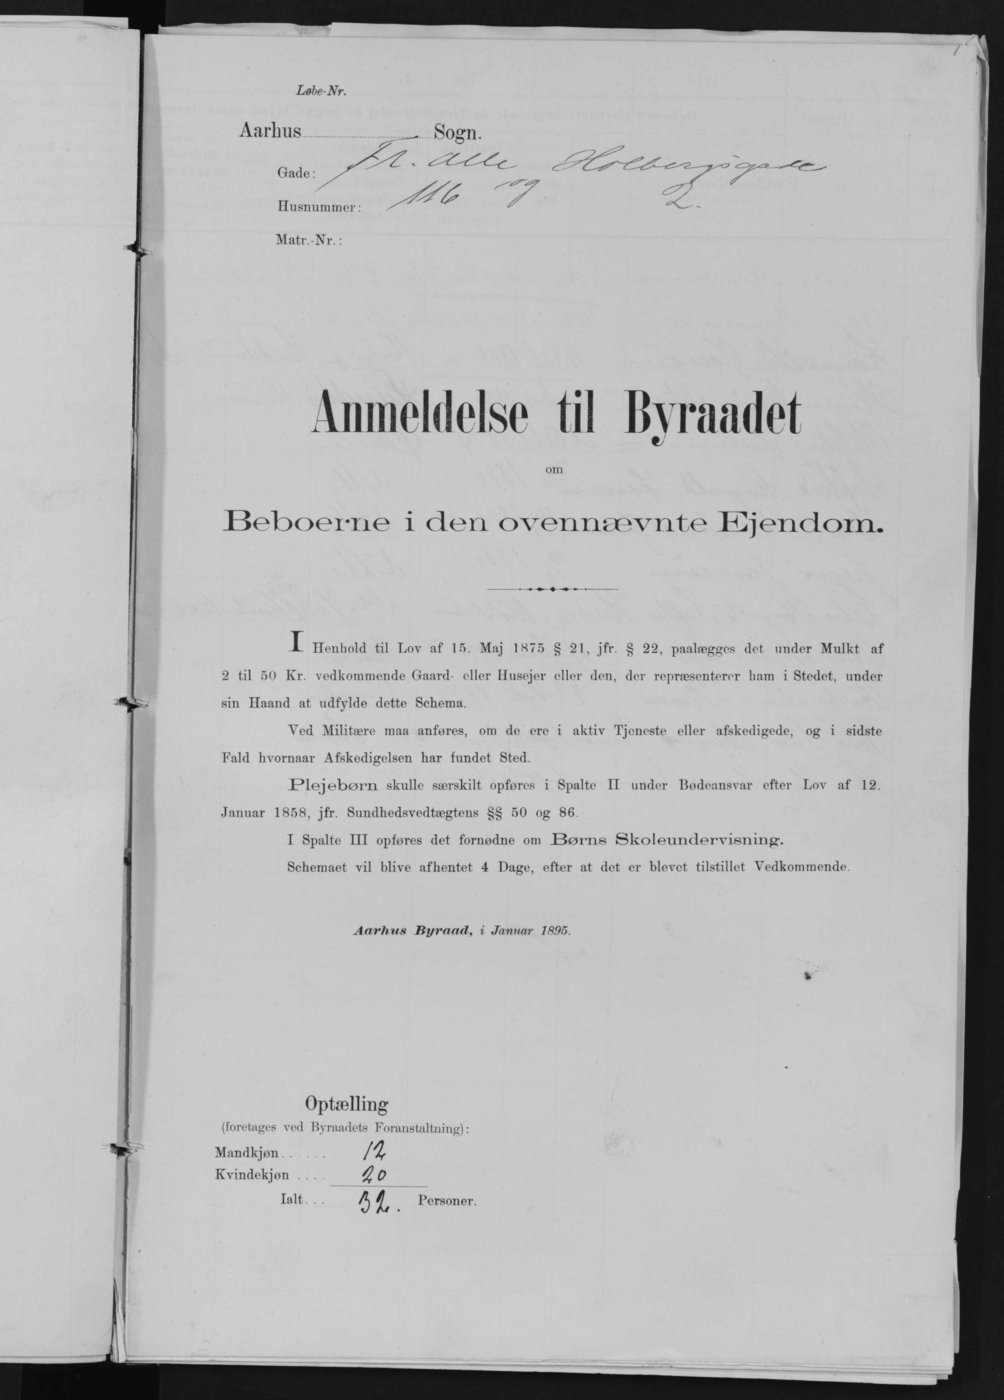 Løbe-Nr.
Aarhus Sogn.
Gade: Fr. Alle Holbergsgade
Husnummer: 116 og 2.
Matr.-Nr.:
Anmeldelse til Byraadet
om
Beboerne i den ovennævnte Ejendom.
I Henhold til Lov af 15. Maj 1875 § 21, jfr. § 22, paalægges det under Mulkt af
2 til 50 Kr. vedkommende Gaard- eller Husejer eller den, der repræsenterer ham i Stedet, under
sin Haand at udfylde dette Schema.
Ved Militære maa anføres, om de ere i aktiv Tjeneste eller afskedigede, og i sidste
Fald hvornaar Afskedigelsen har fundet Sted.
Plejebørn skulle særskilt opføres i Spalte II under Bødeansvar efter Lov af 12.
Januar 1858, jfr. Sundhedsvedtægtens §§ 50 og 86.
I Spalte III opføres det fornødne om Børns Skoleundervisning.
Schemaet vil blive afhentet 4 Dage, efter at det er blevet tilstillet Vedkommende.
Aarhus Byraad, i Januar 1895.
Optælling
(foretages ved Byraadets Foranstaltning):
Mandkjøn..... 12
Kvindekjøn .... 20
Ialt... 32. Personer.